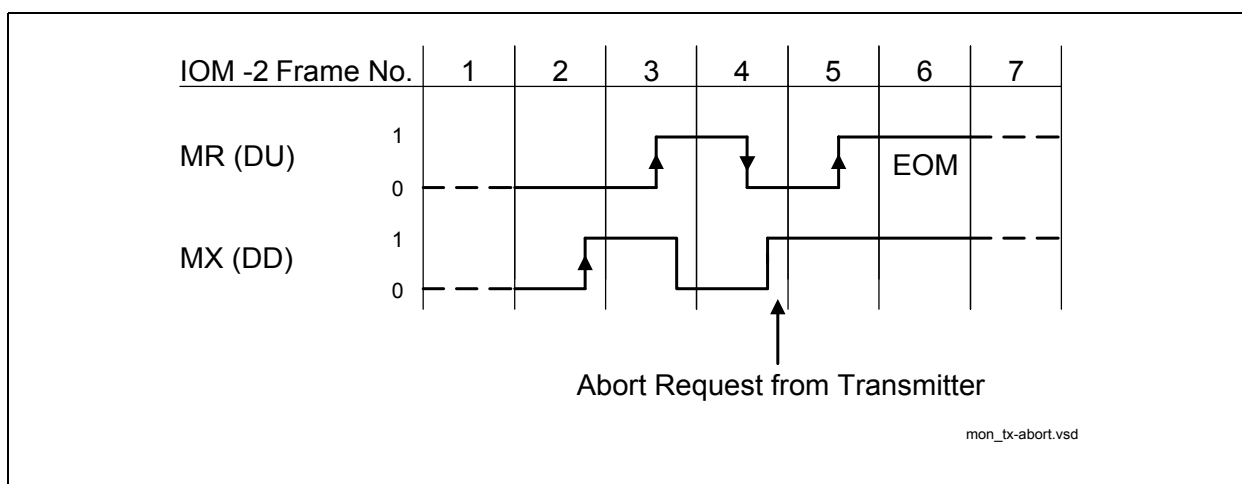 IOM -2 Frame No. 1 2 3 4 5 6 7
1
MR (DU)
0
EOM
1
MX (DD)
0
Abort Request from Transmitter
mon_tx-abort.vsd